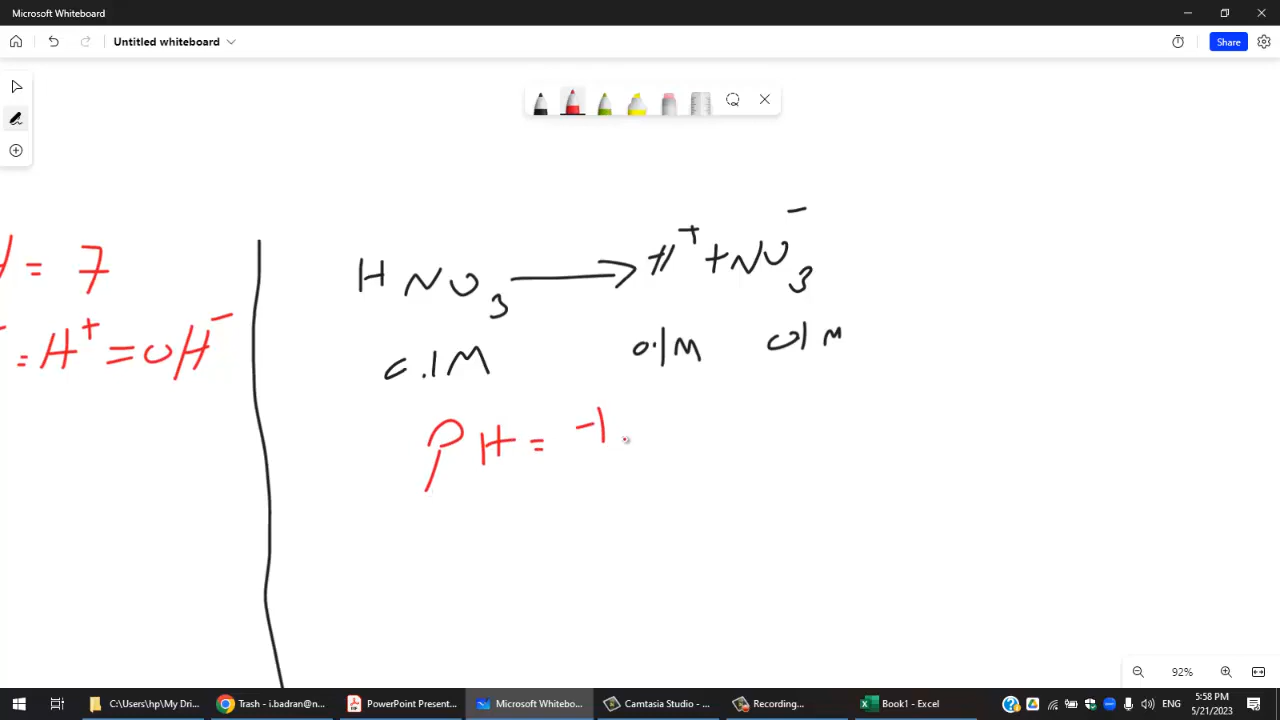 Microsoft Whiteboard
Untitled whiteboard
Share
HNO3 ⟶ H+ + NO3-
= 7
0.1M 0.1M 0.1 M
= H+ = OH-
PH = -1
92%
C:\Users\hp\My Dri...
Trash - i.badran@n...
PowerPoint Present...
Microsoft Whitebo...
Camtasia Studio - ...
Recording...
Book1 - Excel
ENG
5:58 PM
5/21/2023